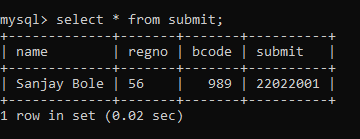 mysql> select * from submit;
+-------------+-------+-------+----------+
| name        | regno | bcode | submit   |
+-------------+-------+-------+----------+
| Sanjay Bole | 56    |   989 | 22022001 |
+-------------+-------+-------+----------+
1 row in set (0.02 sec)